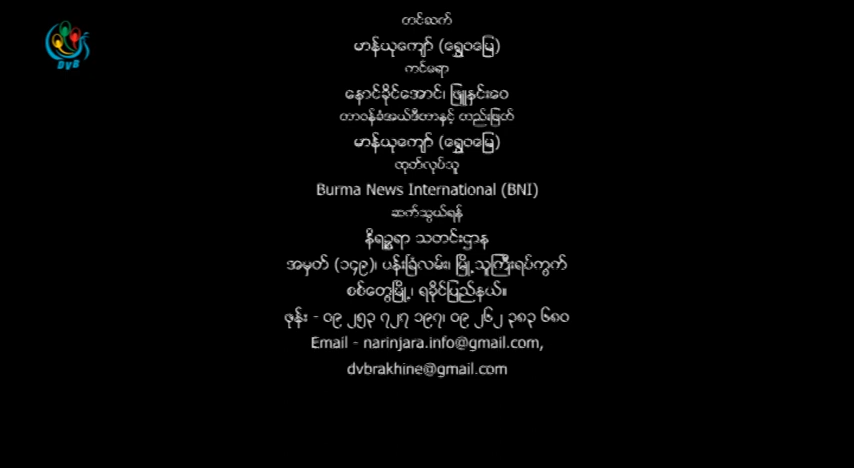 DVB
တင်ဆက်
မာန်ယုကျော် (ရွှေဝမြေ)
ကင်မရာ
နောင်ခိုင်အောင်၊ ဖြူနှင်းဝေ
တာဝန်ခံအယ်ဒီတာနှင့် တည်းဖြတ်
မာန်ယုကျော် (ရွှေဝမြေ)
ထုတ်လုပ်သူ
Burma News International (BNI)
ဆက်သွယ်ရန်
နိရဉ္စရာ သတင်းဌာန
အမှတ် (၁၄၉)၊ ပန်းခြံလမ်း၊ မြို့သူကြီးရပ်ကွက်
စစ်တွေမြို့၊ ရခိုင်ပြည်နယ်။
ဖုန်း - ၀၉ ၂၅၃ ၇၂၇ ၁၉၇၊ ၀၉ ၂၆၂ ၃၈၃ ၆၈၀
Email - narinjara.info@gmail.com,
dvbrakhine@gmail.com